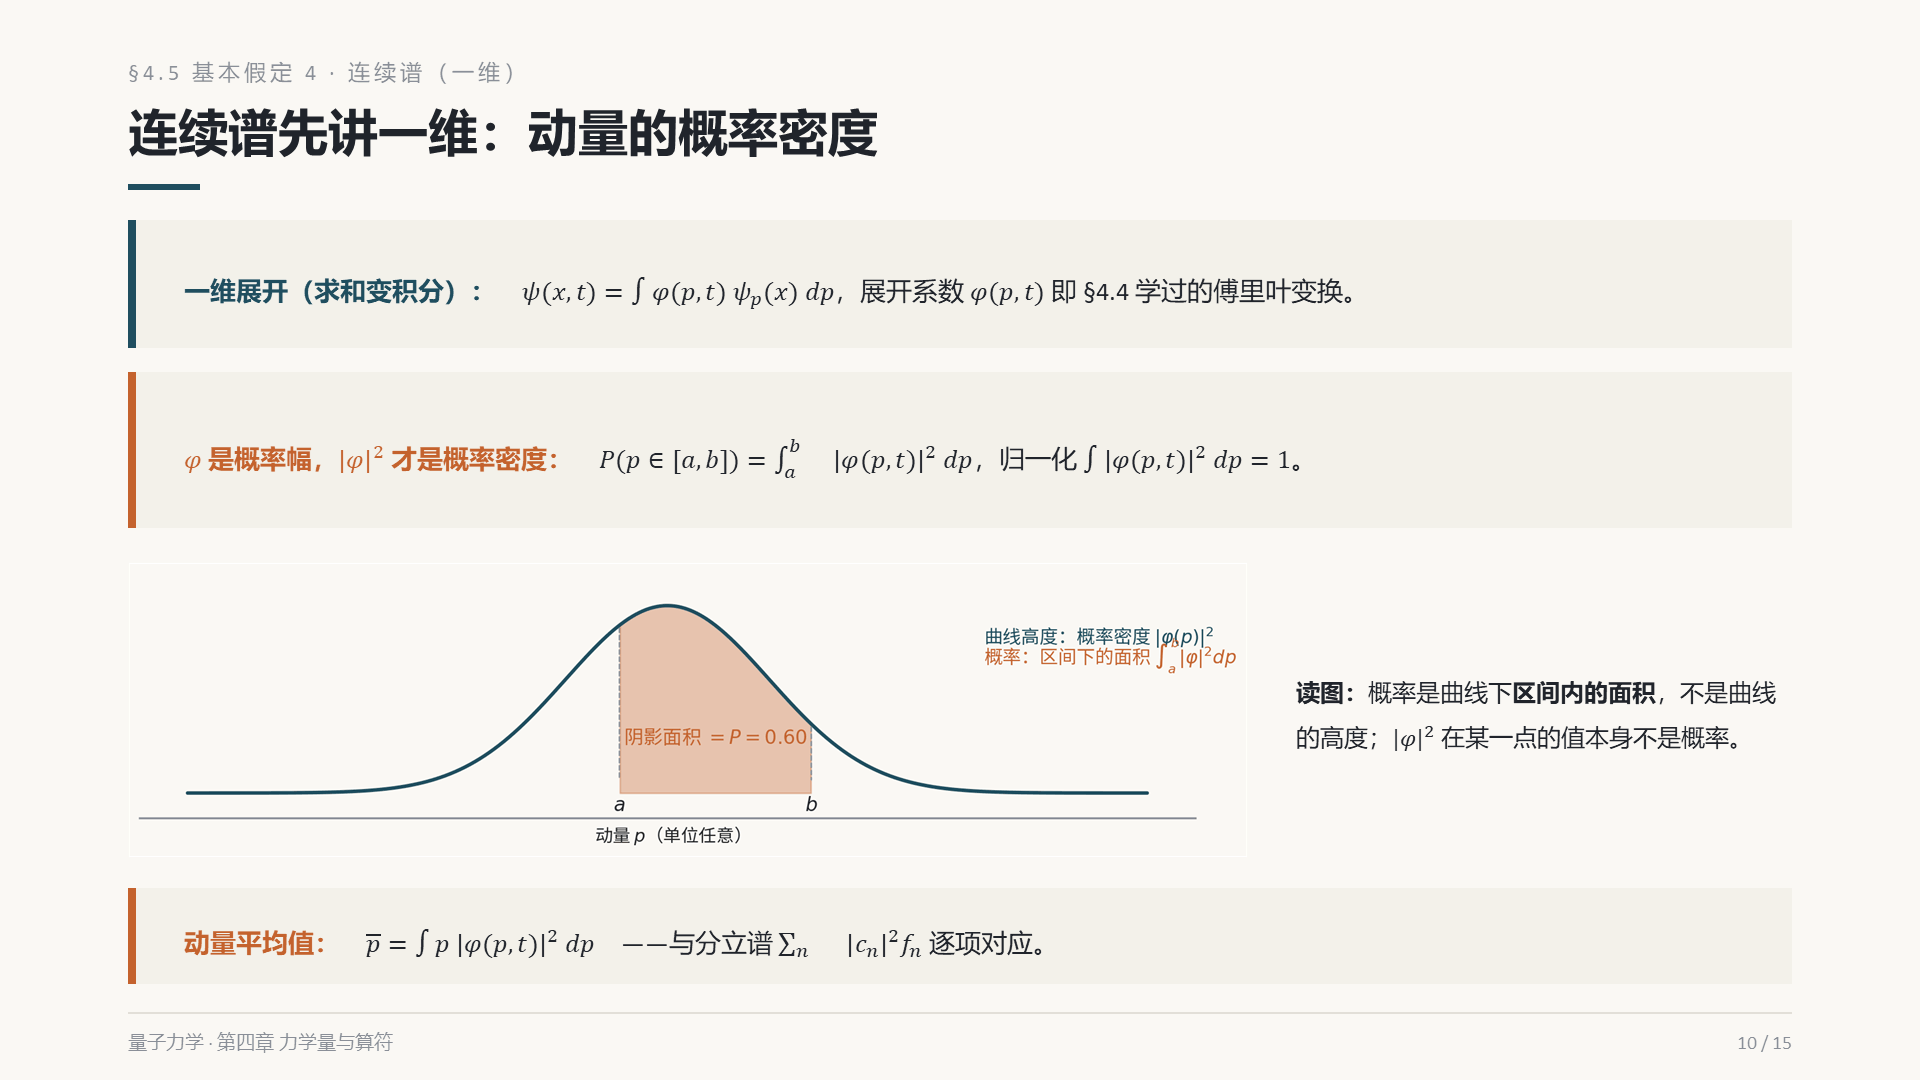 §4.5 基本假定 4 · 连续谱（一维）
连续谱先讲一维：动量的概率密度
一维展开（求和变积分）： ψ(x, t) = ∫ φ(p, t) ψ_p(x) dp，展开系数 φ(p, t) 即 §4.4 学过的傅里叶变换。
φ 是概率幅，|φ|² 才是概率密度： P(p ∈ [a, b]) = ∫_a^b |φ(p, t)|² dp，归一化 ∫ |φ(p, t)|² dp = 1。
曲线高度：概率密度 |φ(p)|²
概率：区间下的面积 ∫_a^b |φ|²dp
阴影面积 = P = 0.60
a b
动量 p（单位任意）
读图：概率是曲线下区间内的面积，不是曲线
的高度；|φ|² 在某一点的值本身不是概率。
动量平均值： p̅ = ∫ p |φ(p, t)|² dp ——与分立谱 ∑_n |c_n|² f_n 逐项对应。
量子力学 · 第四章 力学量与算符
10 / 15